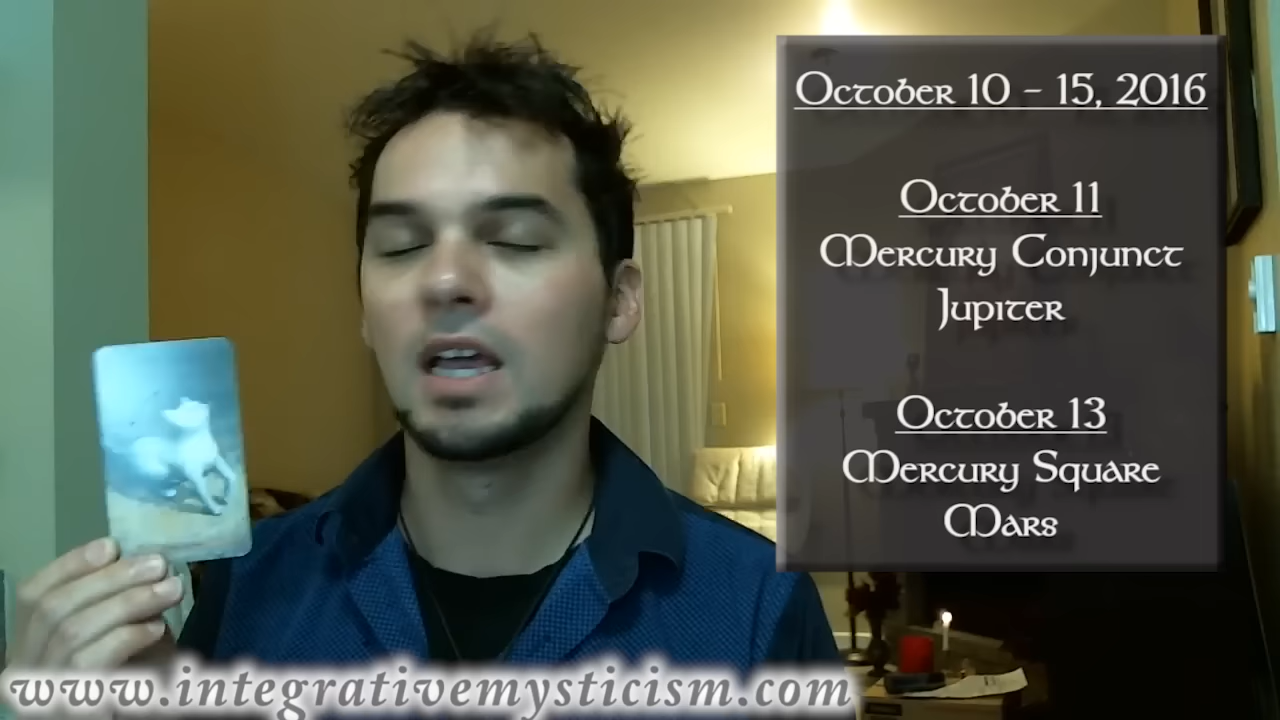 October 10 - 15, 2016
October 11
Mercury Conjunct
Jupiter
October 13
Mercury Square
Mars
www.integrativemysticism.com